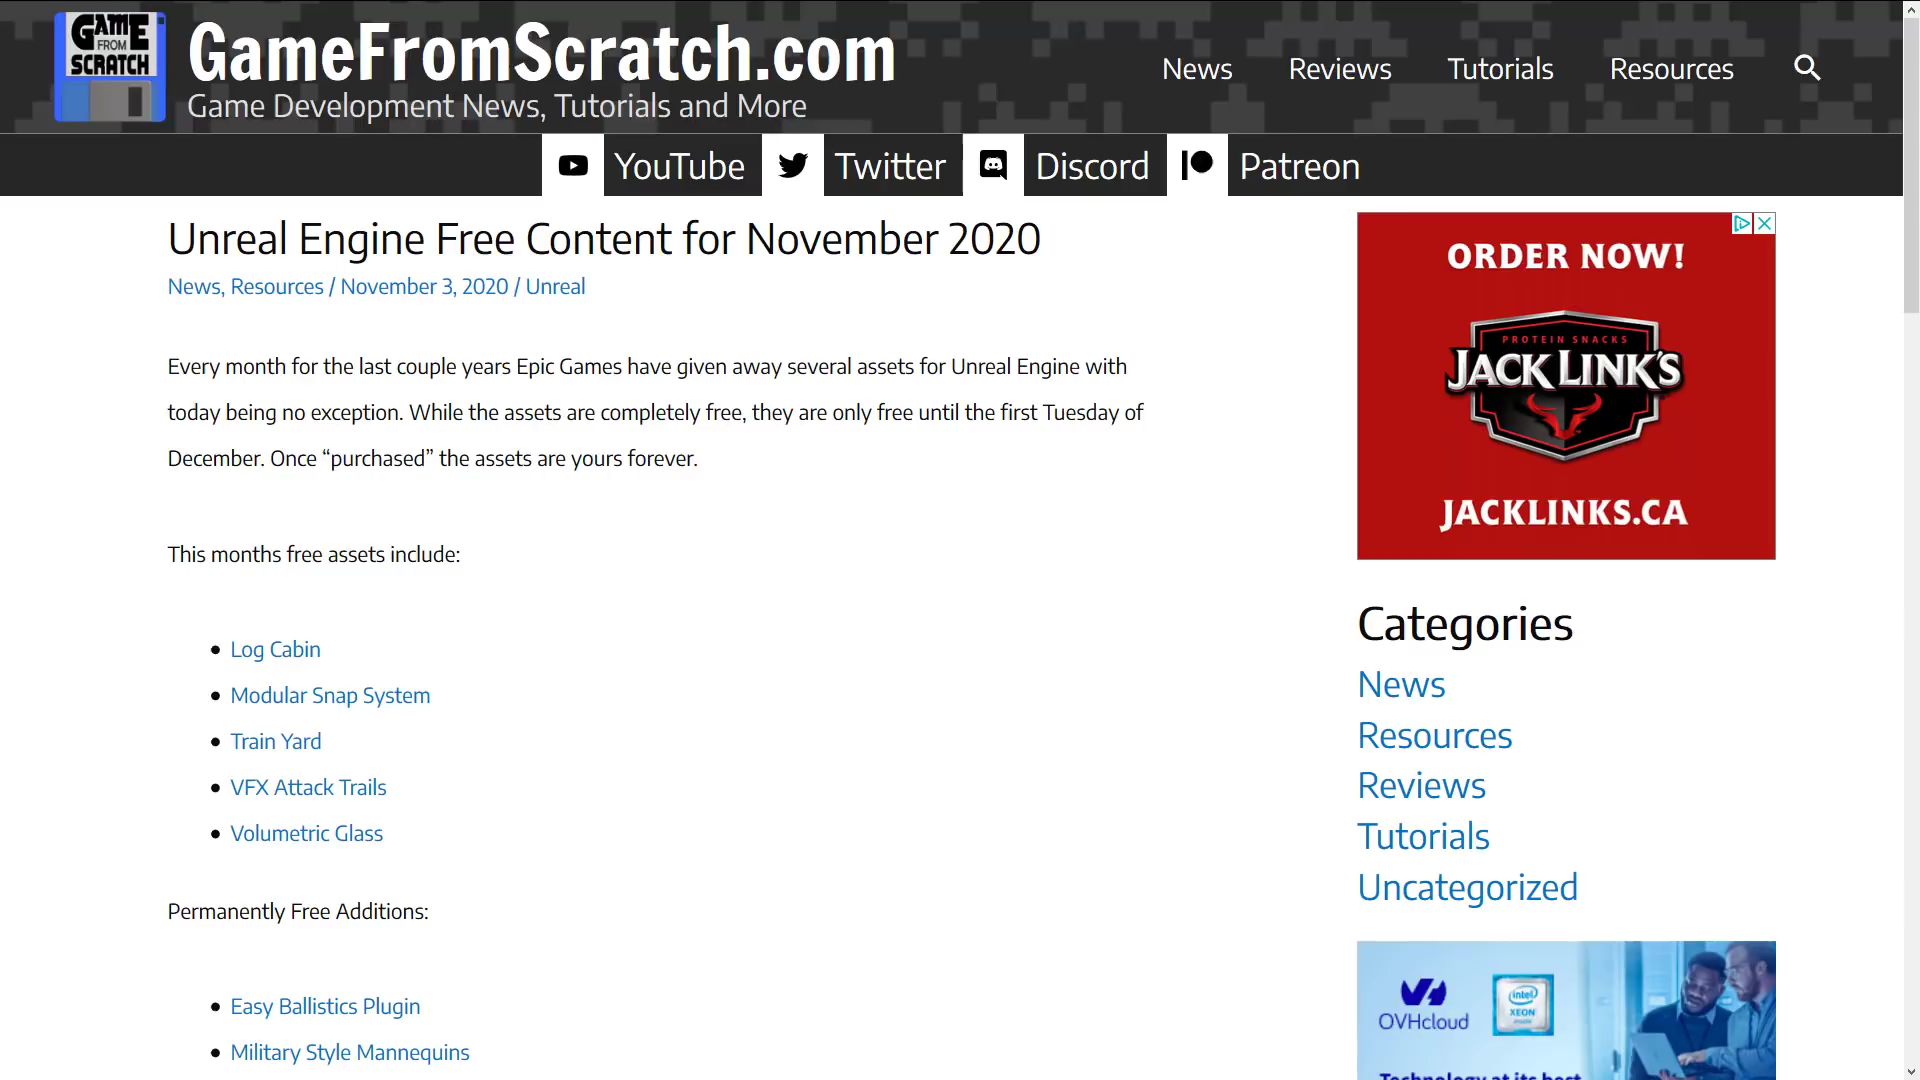 GAME
FROM
SCRATCH
GameFromScratch.com
Game Development News, Tutorials and More
News
Reviews
Tutorials
Resources
YouTube
Twitter
Discord
Patreon
Unreal Engine Free Content for November 2020
News, Resources / November 3, 2020 / Unreal
Every month for the last couple years Epic Games have given away several assets for Unreal Engine with
today being no exception. While the assets are completely free, they are only free until the first Tuesday of
December. Once “purchased” the assets are yours forever.
This months free assets include:
Log Cabin
Modular Snap System
Train Yard
VFX Attack Trails
Volumetric Glass
Permanently Free Additions:
Easy Ballistics Plugin
Military Style Mannequins
ORDER NOW!
PROTEIN SNACKS
JACK LINK'S
JACKLINKS.CA
Categories
News
Resources
Reviews
Tutorials
Uncategorized
OVHcloud
intel
XEON
Technology at its best